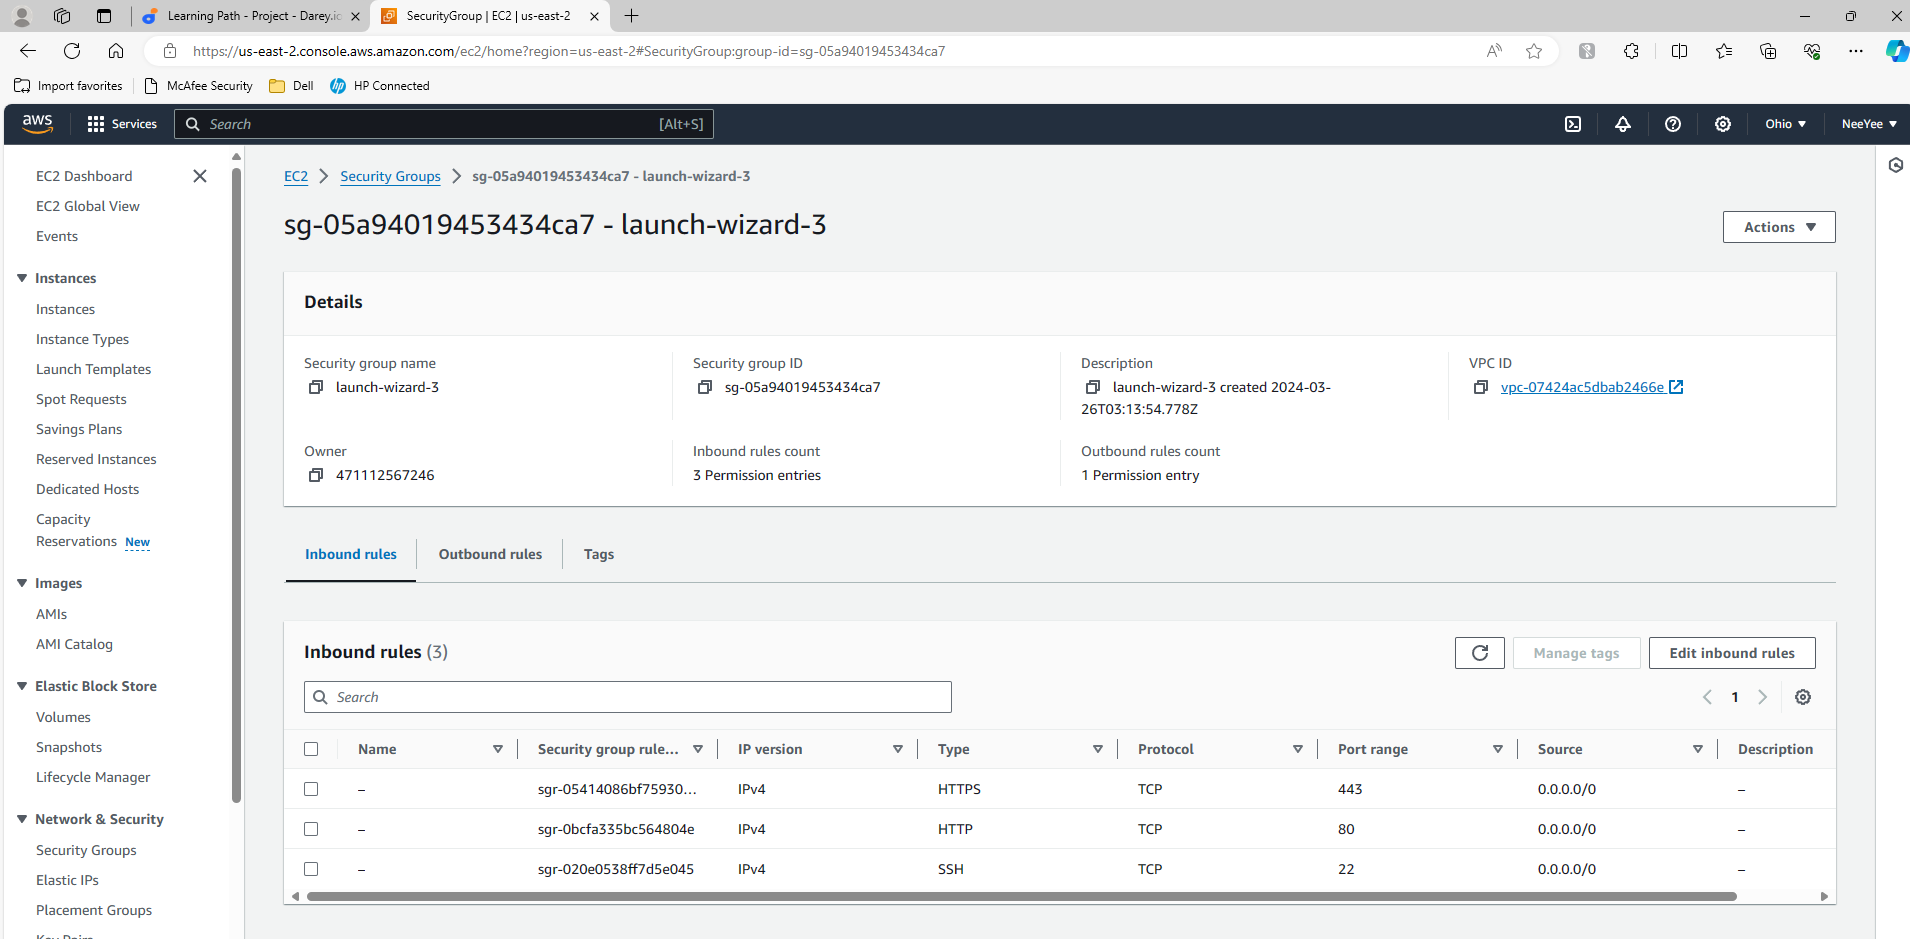 Learning Path - Project - Darey.ic
SecurityGroup | EC2 | us-east-2
https://us-east-2.console.aws.amazon.com/ec2/home?region=us-east-2#SecurityGroup:group-id=sg-05a94019453434ca7
Import favorites
McAfee Security
Dell
HP Connected
aws
Services
Search
[Alt+S]
Ohio
NeeYee
EC2 Dashboard
EC2 Global View
Events
Instances
Instances
Instance Types
Launch Templates
Spot Requests
Savings Plans
Reserved Instances
Dedicated Hosts
Capacity
Reservations New
Images
AMIs
AMI Catalog
Elastic Block Store
Volumes
Snapshots
Lifecycle Manager
Network & Security
Security Groups
Elastic IPs
Placement Groups
Key Pairs
EC2 > Security Groups > sg-05a94019453434ca7 - launch-wizard-3
sg-05a94019453434ca7 - launch-wizard-3
Actions
Details
Security group name
launch-wizard-3
Security group ID
sg-05a94019453434ca7
Description
launch-wizard-3 created 2024-03-
26T03:13:54.778Z
VPC ID
vpc-07424ac5dbab2466e
Owner
471112567246
Inbound rules count
3 Permission entries
Outbound rules count
1 Permission entry
Inbound rules
Outbound rules
Tags
Inbound rules (3)
Manage tags
Edit inbound rules
Search
1
Name Security group rule... IP version Type Protocol Port range Source Description
– sgr-05414086bf75930... IPv4 HTTPS TCP 443 0.0.0.0/0 –
– sgr-0bcfa335bc564804e IPv4 HTTP TCP 80 0.0.0.0/0 –
– sgr-020e0538ff7d5e045 IPv4 SSH TCP 22 0.0.0.0/0 –